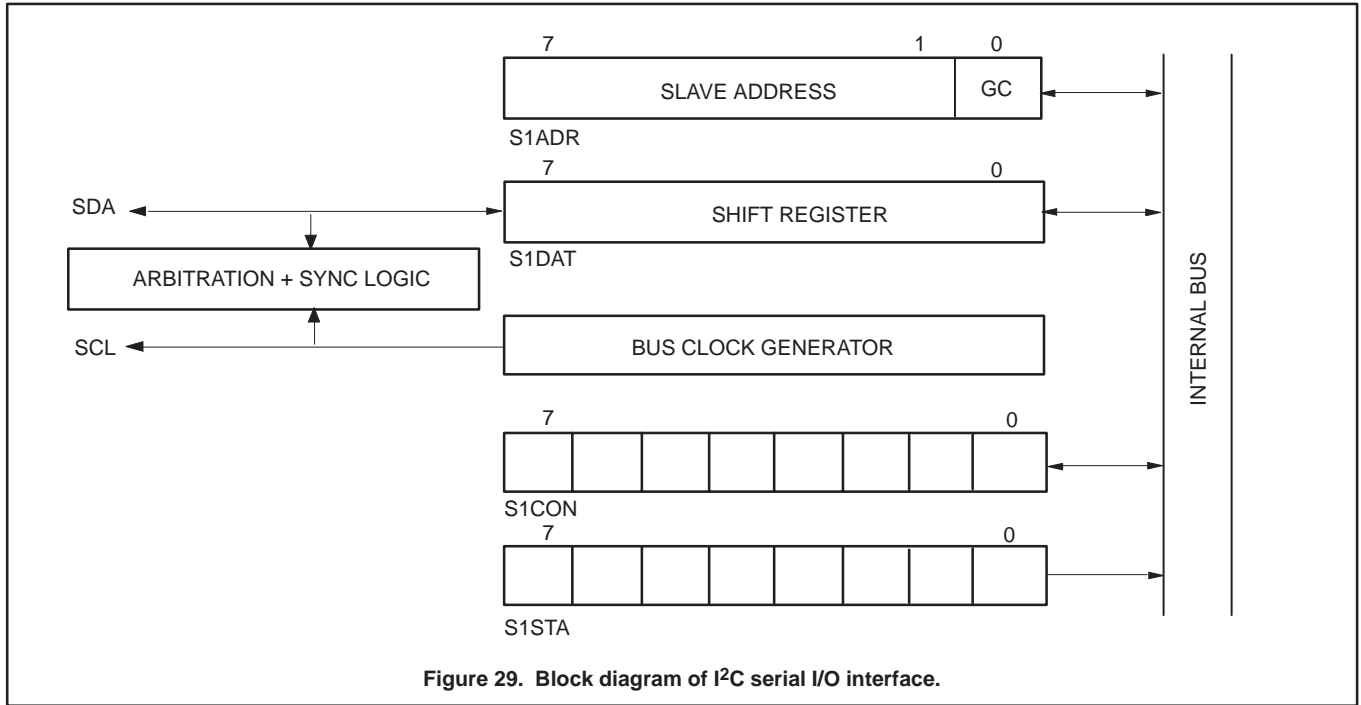 7 1 0
SLAVE ADDRESS GC
S1ADR
7 0
SDA
SHIFT REGISTER
S1DAT
ARBITRATION + SYNC LOGIC
SCL
BUS CLOCK GENERATOR
INTERNAL BUS
7 0
S1CON
7 0
S1STA
Figure 29. Block diagram of I²C serial I/O interface.